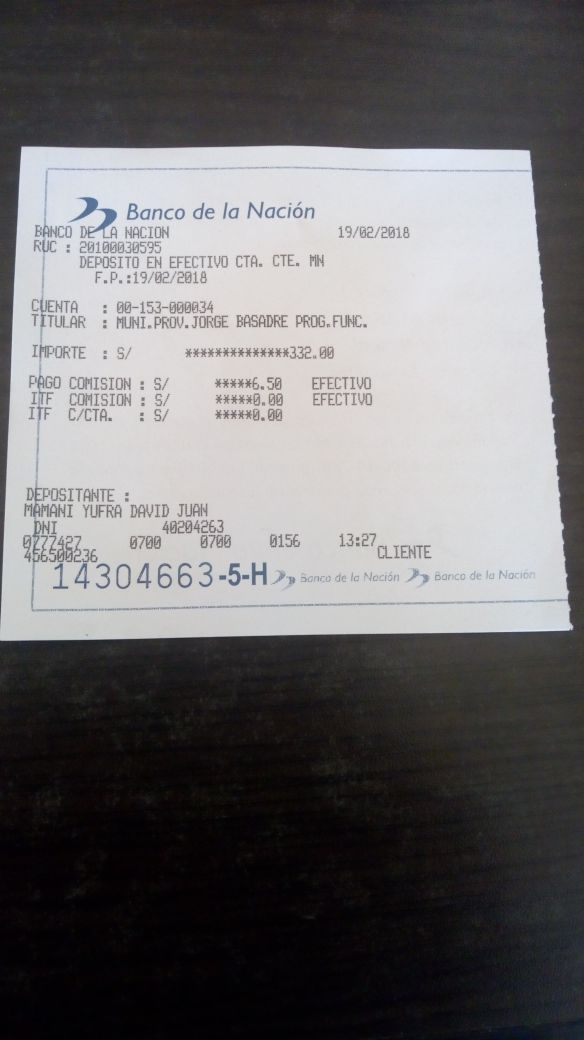 Banco de la Nación
BANCO DE LA NACION 19/02/2018
RUC : 20100030595
DEPOSITO EN EFECTIVO CTA. CTE. MN
F.P.:19/02/2018
CUENTA : 00-153-000034
TITULAR : MUNI.PROV.JORGE BASADRE PROG.FUNC.
IMPORTE : S/ **************332.00
PAGO COMISION : S/ *****6.50 EFECTIVO
ITF COMISION : S/ *****0.00 EFECTIVO
ITF C/CTA. : S/ *****0.00
DEPOSITANTE :
MAMANI YUFRA DAVID JUAN
DNI 40204263
0777427 0700 0700 0156 13:27
456500236 CLIENTE
14304663-5-H Banco de la Nación Banco de la Nación